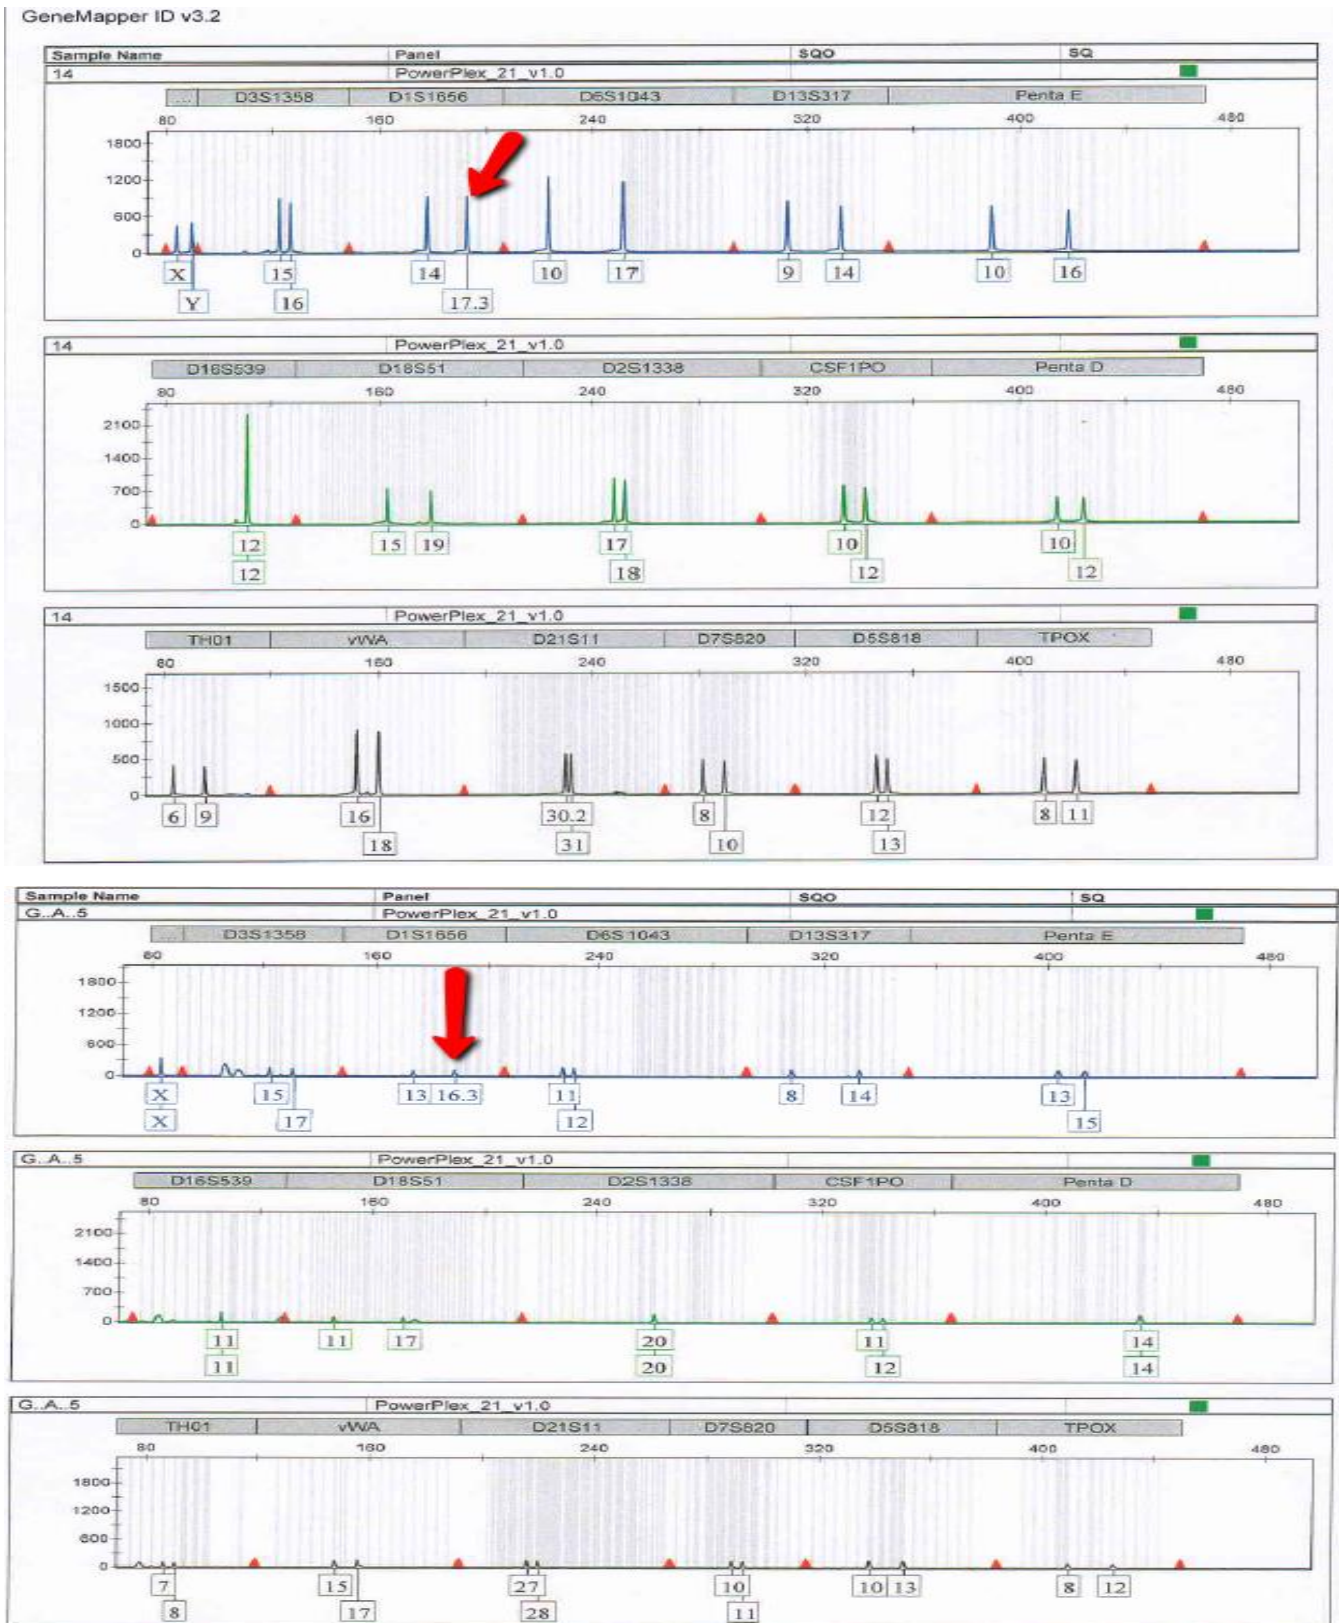 GeneMapper ID v3.2
Sample Name Panel SQO SQ
14 PowerPlex_21_v1.0
... D3S1358 D1S1656 D6S1043 D13S317 Penta E
80 160 240 320 400 480
1800
1200
600
0
X 15 14 10 17 9 14 10 16
Y 16 17.3
14 PowerPlex_21_v1.0
D16S539 D18S51 D2S1338 CSF1PO Penta D
80 160 240 320 400 480
2100
1400
700
0
12 15 19 17 10 10
12 18 12 12
14 PowerPlex_21_v1.0
TH01 vWA D21S11 D7S820 D5S818 TPOX
80 160 240 320 400 480
1500
1000
500
0
6 9 16 30.2 8 12 8 11
18 31 10 13
Sample Name Panel SQO SQ
G..A..5 PowerPlex_21_v1.0
... D3S1358 D1S1656 D6S1043 D13S317 Penta E
80 160 240 320 400 480
1800
1200
600
0
X 15 13 16.3 11 8 14 13
X 17 12 15
G..A..5 PowerPlex_21_v1.0
D16S539 D18S51 D2S1338 CSF1PO Penta D
80 160 240 320 400 480
2100
1400
700
0
11 11 17 20 11 14
11 20 12 14
G..A..5 PowerPlex_21_v1.0
TH01 vWA D21S11 D7S820 D5S818 TPOX
80 160 240 320 400 480
1800
1200
600
0
7 15 27 10 10 13 8 12
8 17 28 11